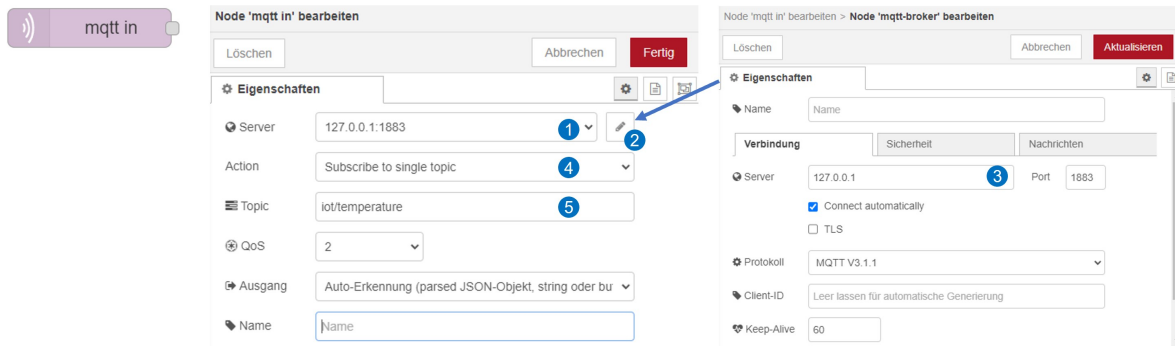 mqtt in
Node 'mqtt in' bearbeiten
Löschen
Abbrechen
Fertig
Eigenschaften
Server
127.0.0.1:1883
1
2
Action
Subscribe to single topic
4
Topic
iot/temperature
5
QoS
2
Ausgang
Auto-Erkennung (parsed JSON-Objekt, string oder bu
Name
Name
Node 'mqtt in' bearbeiten > Node 'mqtt-broker' bearbeiten
Löschen
Abbrechen
Aktualisieren
Eigenschaften
Name
Name
Verbindung
Sicherheit
Nachrichten
Server
127.0.0.1
3
Port
1883
Connect automatically
TLS
Protokoll
MQTT V3.1.1
Client-ID
Leer lassen für automatische Generierung
Keep-Alive
60